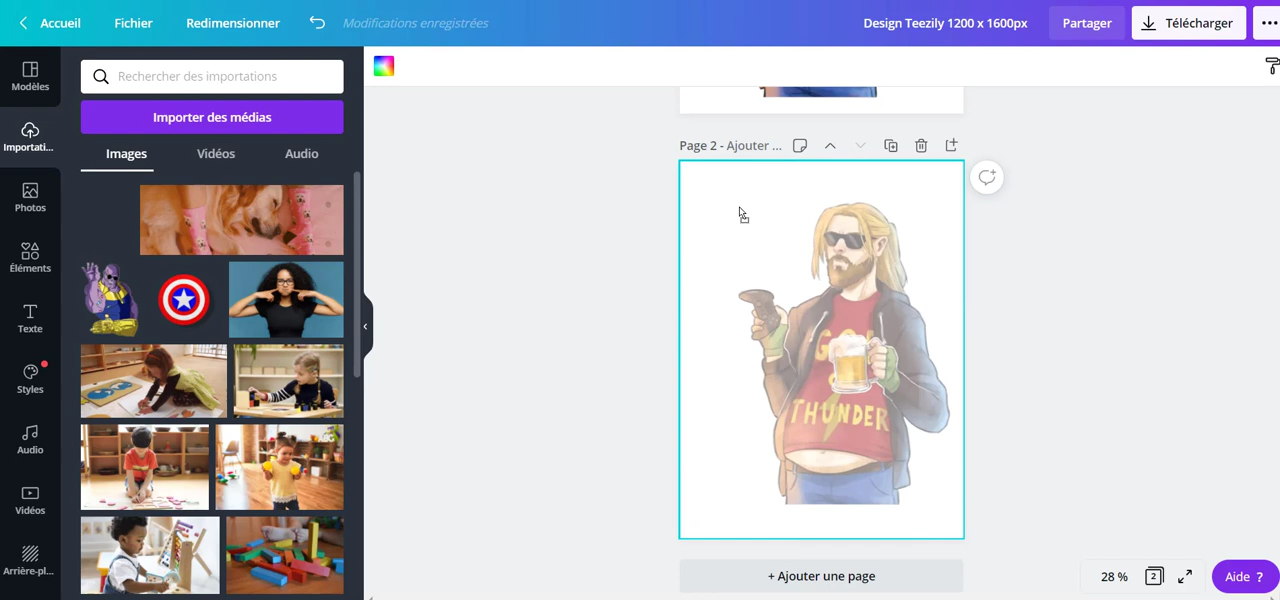 Accueil
Fichier
Redimensionner
Modifications enregistrées
Design Teezily 1200 x 1600px
Partager
Télécharger
Modèles
Importati...
Photos
Éléments
Texte
Styles
Audio
Vidéos
Arrière-pl...
Rechercher des importations
Importer des médias
Images
Vidéos
Audio
Page 2 - Ajouter ...
THUNDER
+ Ajouter une page
28 %
2
Aide ?